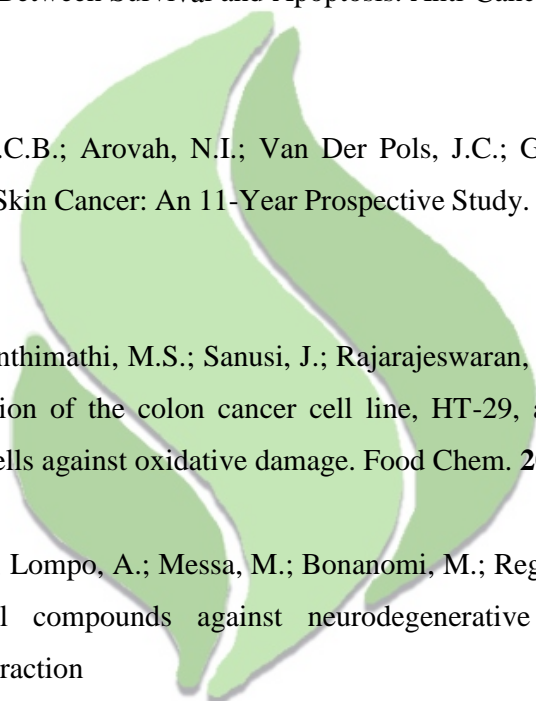 Between Survival and Apoptosis. Anti-Cance
.C.B.; Arovah, N.I.; Van Der Pols, J.C.; G
Skin Cancer: An 11-Year Prospective Study.
nthimathi, M.S.; Sanusi, J.; Rajarajeswaran,
ion of the colon cancer cell line, HT-29, a
ells against oxidative damage. Food Chem. 20
Lompo, A.; Messa, M.; Bonanomi, M.; Reg
l compounds against neurodegenerative
raction